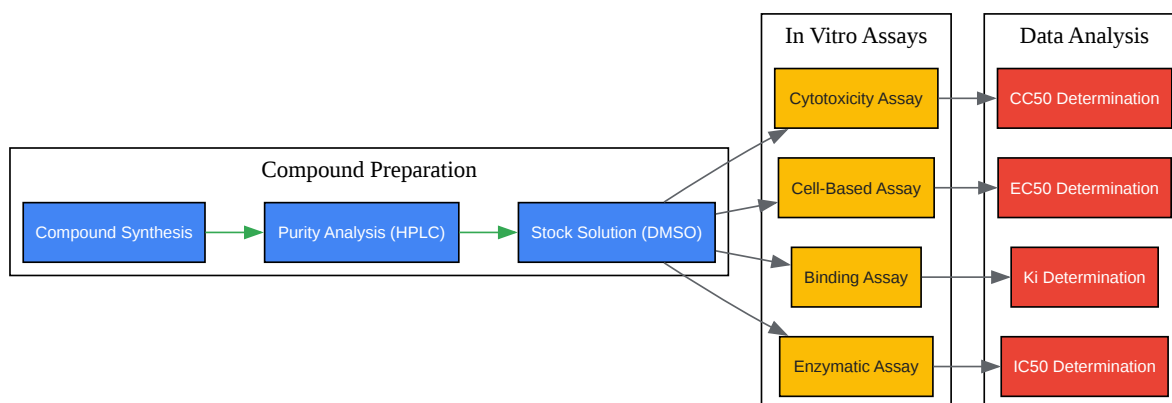 Compound Preparation
Compound Synthesis
Purity Analysis (HPLC)
Stock Solution (DMSO)
In Vitro Assays
Cytotoxicity Assay
Cell-Based Assay
Binding Assay
Enzymatic Assay
Data Analysis
CC50 Determination
EC50 Determination
Ki Determination
IC50 Determination